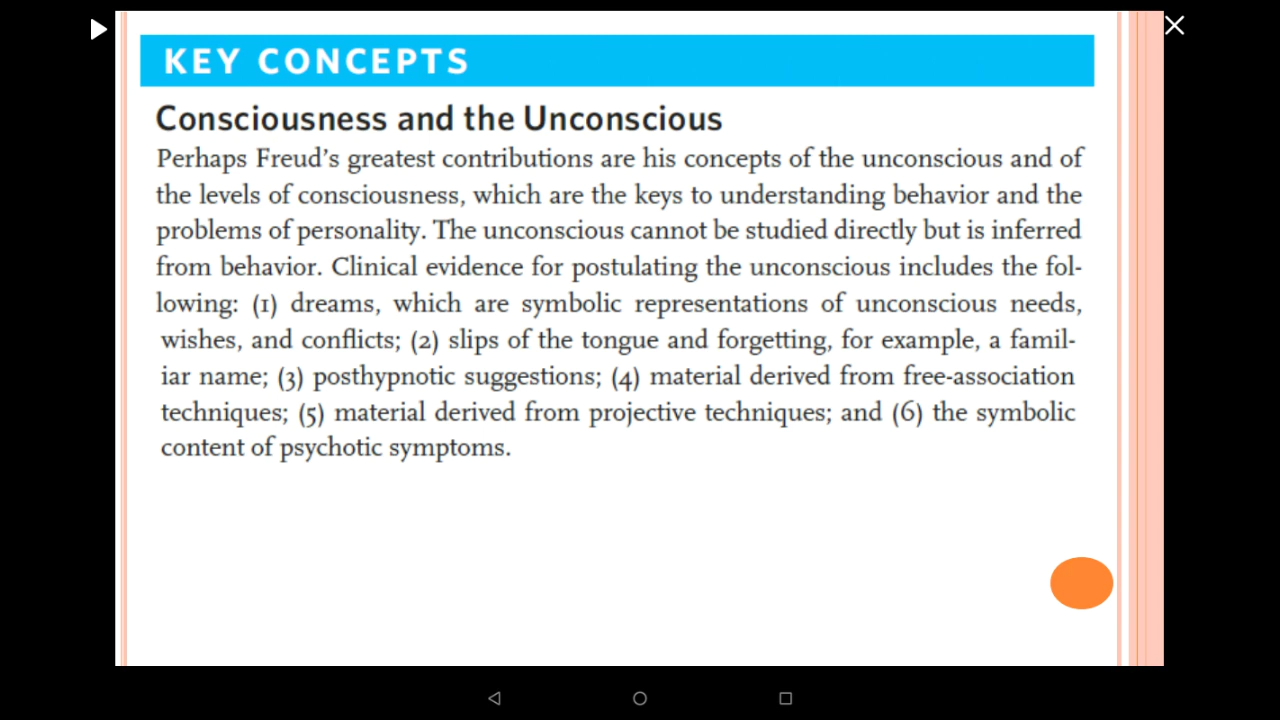 KEY CONCEPTS
Consciousness and the Unconscious
Perhaps Freud's greatest contributions are his concepts of the unconscious and of
the levels of consciousness, which are the keys to understanding behavior and the
problems of personality. The unconscious cannot be studied directly but is inferred
from behavior. Clinical evidence for postulating the unconscious includes the fol-
lowing: (1) dreams, which are symbolic representations of unconscious needs,
wishes, and conflicts; (2) slips of the tongue and forgetting, for example, a famil-
iar name; (3) posthypnotic suggestions; (4) material derived from free-association
techniques; (5) material derived from projective techniques; and (6) the symbolic
content of psychotic symptoms.